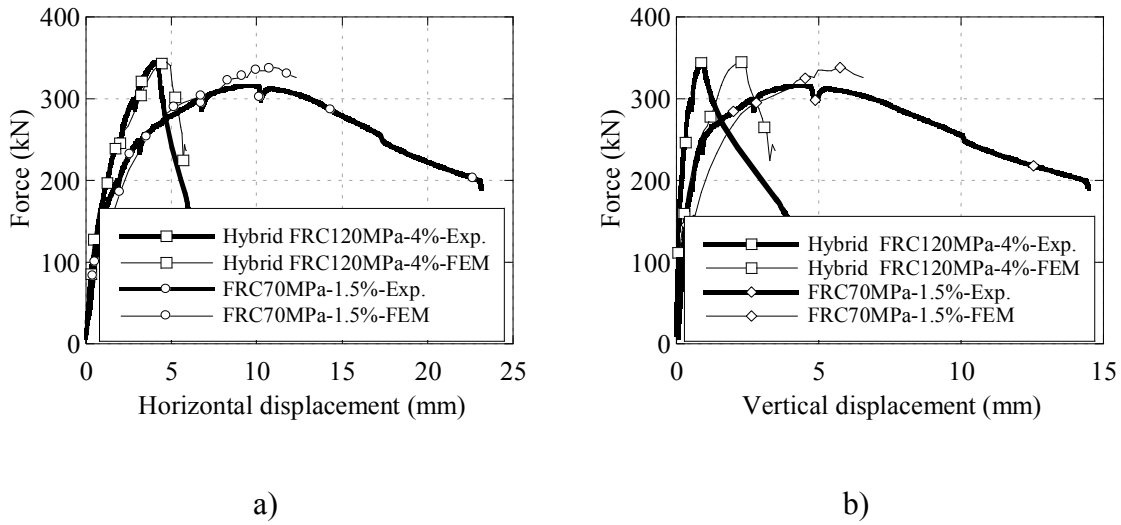 400
350
300
200
100
0
Force (kN)
Hybrid FRC120MPa-4%-Exp.
Hybrid FRC120MPa-4%-FEM
FRC70MPa-1.5%-Exp.
FRC70MPa-1.5%-FEM
0 5 10 15 20 25
Horizontal displacement (mm)
a)
400
350
300
200
100
0
Force (kN)
Hybrid FRC120MPa-4%-Exp.
Hybrid FRC120MPa-4%-FEM
FRC70MPa-1.5%-Exp.
FRC70MPa-1.5%-FEM
0 5 10 15
Vertical displacement (mm)
b)